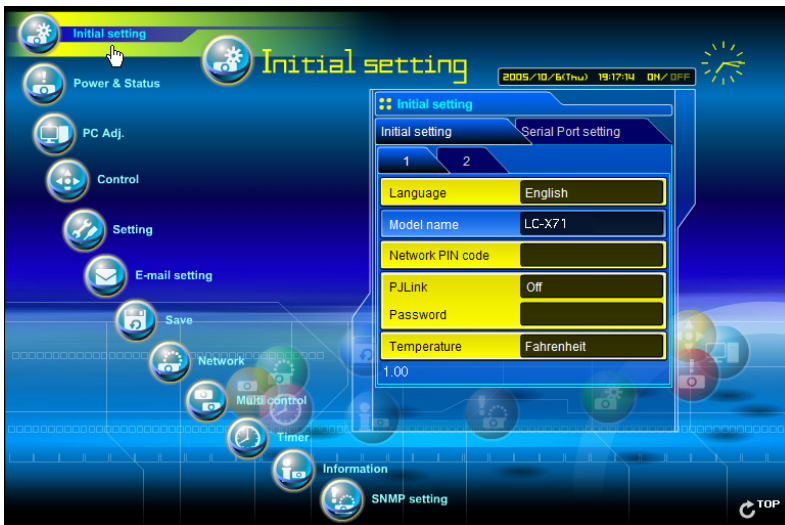 Initial setting
Power & Status
PC Adj.
Control
Setting
E-mail setting
Save
Network
Multi control
Timer
Information
SNMP setting
Initial setting
2005/10/6(Thu) 19:17:14 ON/OFF
Initial setting
Initial setting Serial Port setting
1 2
Language English
Model name LC-X71
Network PIN code
PJLink Off
Password
Temperature Fahrenheit
1.00
TOP